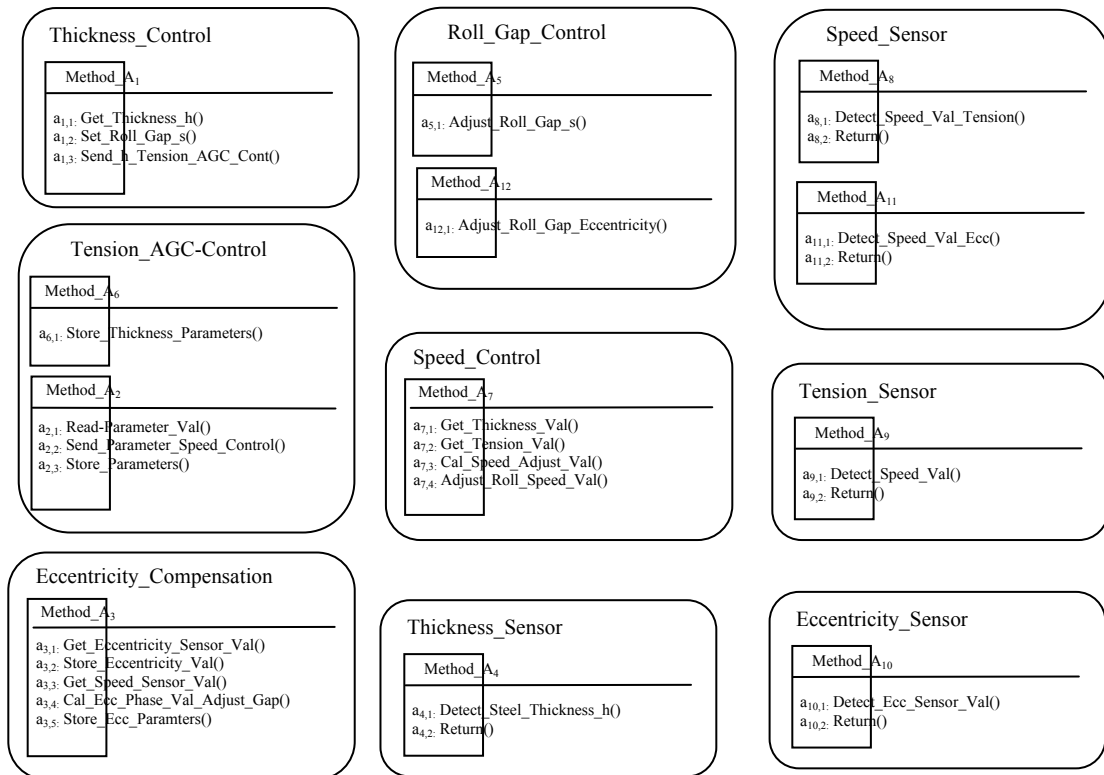 Thickness_Control
Method_A1
a1,1: Get_Thickness_h()
a1,2: Set_Roll_Gap_s()
a1,3: Send_h_Tension_AGC_Cont()
Tension_AGC-Control
Method_A6
a6,1: Store_Thickness_Parameters()
Method_A2
a2,1: Read-Parameter_Val()
a2,2: Send_Parameter_Speed_Control()
a2,3: Store_Parameters()
Eccentricity_Compensation
Method_A3
a3,1: Get_Eccentricity_Sensor_Val()
a3,2: Store_Eccentricity_Val()
a3,3: Get_Speed_Sensor_Val()
a3,4: Cal_Ecc_Phase_Val_Adjust_Gap()
a3,5: Store_Ecc_Paramters()
Roll_Gap_Control
Method_A5
a5,1: Adjust_Roll_Gap_s()
Method_A12
a12,1: Adjust_Roll_Gap_Eccentricity()
Speed_Control
Method_A7
a7,1: Get_Thickness_Val()
a7,2: Get_Tension_Val()
a7,3: Cal_Speed_Adjust_Val()
a7,4: Adjust_Roll_Speed_Val()
Thickness_Sensor
Method_A4
a4,1: Detect_Steel_Thickness_h()
a4,2: Return()
Speed_Sensor
Method_A8
a8,1: Detect_Speed_Val_Tension()
a8,2: Return()
Method_A11
a11,1: Detect_Speed_Val_Ecc()
a11,2: Return()
Tension_Sensor
Method_A9
a9,1: Detect_Speed_Val()
a9,2: Return()
Eccentricity_Sensor
Method_A10
a10,1: Detect_Ecc_Sensor_Val()
a10,2: Return()